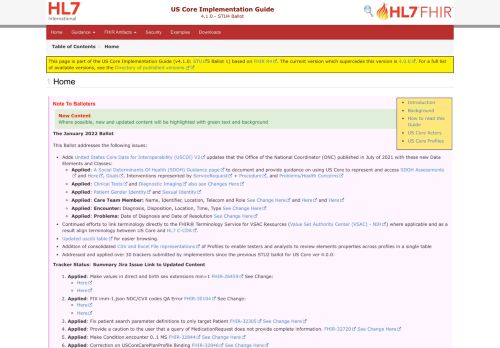 HL7
International
US Core Implementation Guide
4.1.0 - STU4 Ballot
HL7 FHIR
Home Guidance FHIR Artifacts Security Examples Downloads
Table of Contents Home
This page is part of the US Core Implementation Guide (v4.1.0: STU5 Ballot 1) based on FHIR R4. The current version which supercedes this version is 4.0.0. For a full list of available versions, see the Directory of published versions
Home
Introduction
Background
How to read this Guide
US Core Actors
US Core Profiles
Note To Balloters
New Content
Where possible, new and updated content will be highlighted with green text and background
The January 2022 Ballot
This Ballot addresses the following issues:
Adds United States Core Data for Interoperability (USCDI) V2 updates that the Office of the National Coordinator (ONC) published in July of 2021 with these new Data Elements and Classes:
Applied: A Social Determinants Of Health (SDOH) Guidance page to document and provide guidance on using US Core to represent and access SDOH Assessments and Here, Goals, Interventions represented by ServiceRequest + Procedure, and Problems/Health Concerns
Applied: Clinical Tests and Diagnostic Imaging also see Changes Here
Applied: Patient Gender Identity and Sexual Identity
Applied: Care Team Member: Name, Identifier, Location, Telecom and Role See Change Here and Here and Here
Applied: Encounter: Diagnosis, Disposition, Location, Time, Type See Change Here
Applied: Problems: Date of Diagnosis and Date of Resolution See Change Here
Continued efforts to link terminology directly to the FHIR® Terminology Service for VSAC Resources (Value Set Authority Center (VSAC) - NIH) where applicable and as a result align terminology between US Core and HL7 C-CDA.
Updated uscdi table for easier browsing.
Addition of consolidated CSV and Excel File representations of Profiles to enable testers and analysts to review elements properties across profiles in a single table
Addressed and applied over 30 trackers submitted by implementers since the previous STU2 ballot for US Core ver 4.0.0:
Tracker Status: Summary Jira Issue Link to Updated Content
1. Applied: Make values in direct and birth sex extensions min=1 FHIR-28459 See Change:
Here
Here
2. Applied: FIX imm-1.json NDC/CVX codes QA Error FHIR-30104 See Change:
Here
Here
3. Applied: Fix patient search parameter definitions to only target Patient FHIR-32305 See Change Here
4. Applied: Provide a caution to the user that a query of MedicationRequest does not provide complete information. FHIR-32720 See Change Here
5. Applied: Make Condition encounter 0..1 MS FHIR-32844 See Change Here
6. Applied: Correction on USCoreCarePlanProfile Binding FHIR-32846 See Change Here